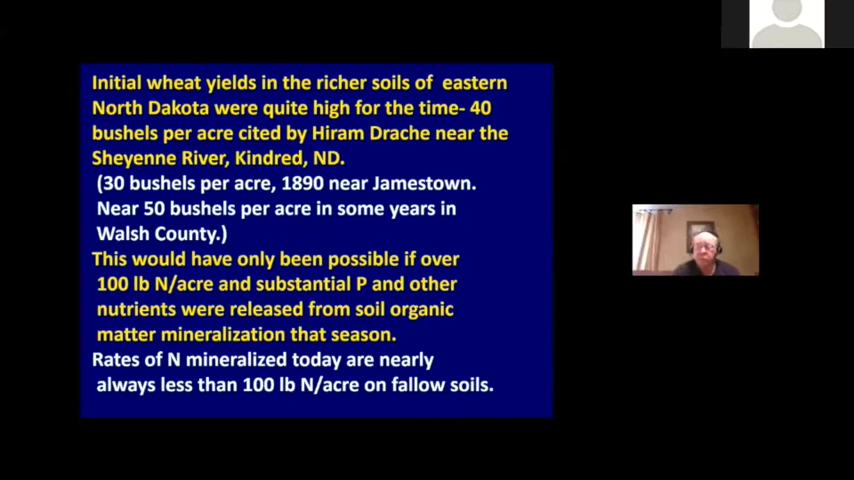 Initial wheat yields in the richer soils of eastern
North Dakota were quite high for the time- 40
bushels per acre cited by Hiram Drache near the
Sheyenne River, Kindred, ND.
(30 bushels per acre, 1890 near Jamestown.
Near 50 bushels per acre in some years in
Walsh County.)
This would have only been possible if over
100 lb N/acre and substantial P and other
nutrients were released from soil organic
matter mineralization that season.
Rates of N mineralized today are nearly
always less than 100 lb N/acre on fallow soils.